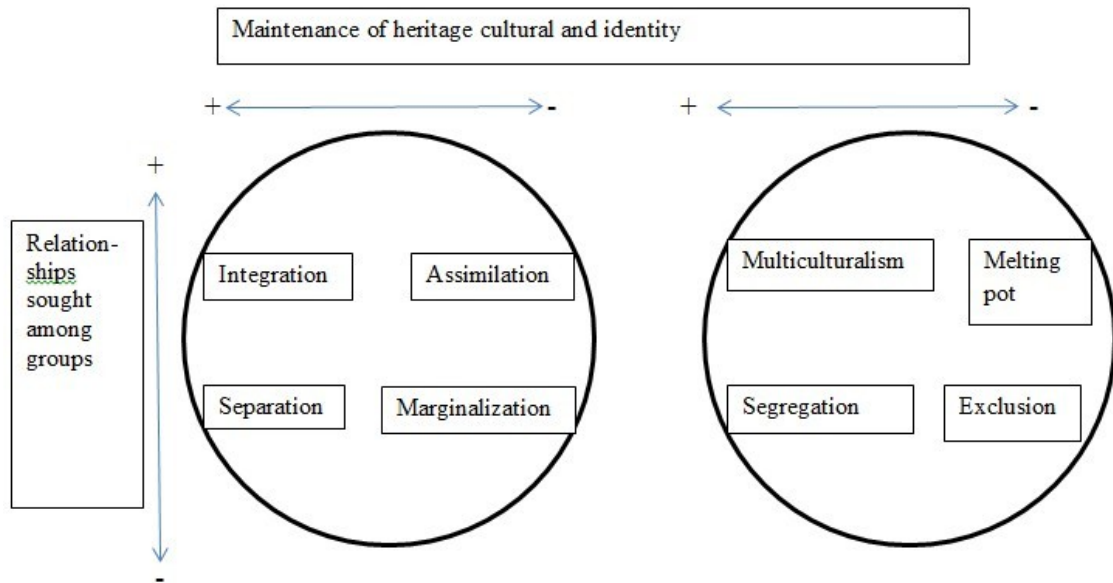 Maintenance of heritage cultural and identity
+ -
+ -
+
Relation-
ships
sought
among
groups
-
Integration
Assimilation
Separation
Marginalization
Multiculturalism
Melting
pot
Segregation
Exclusion